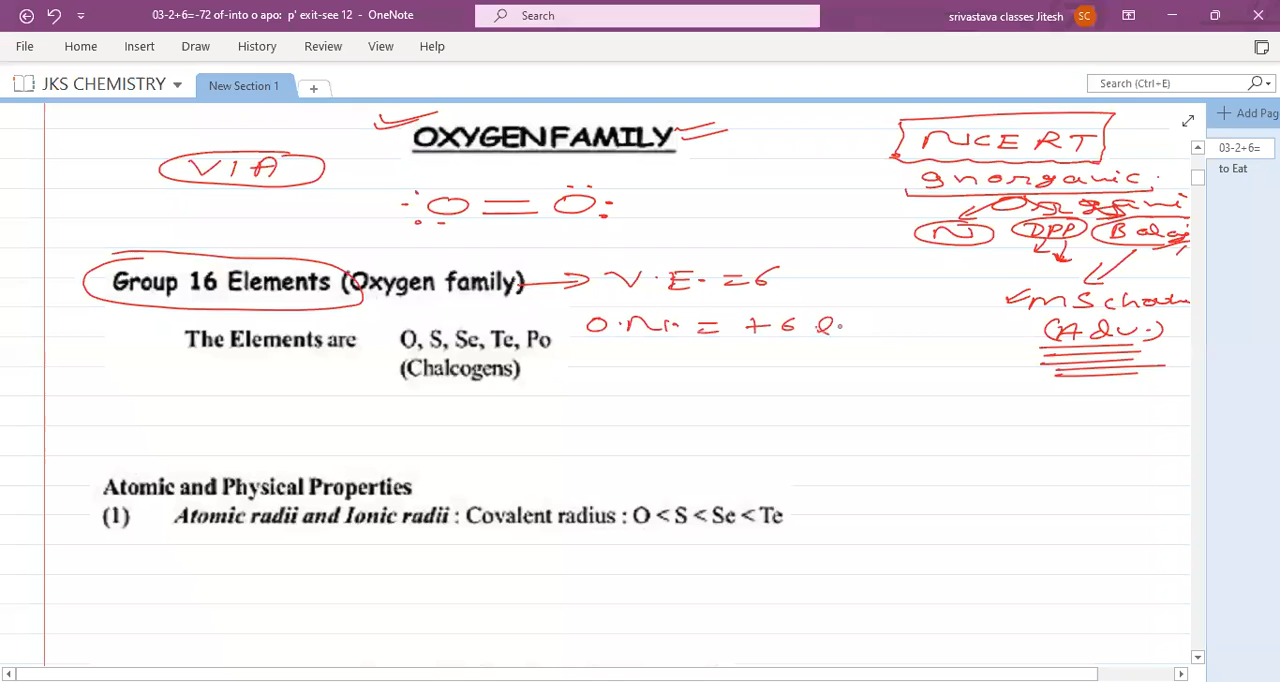 03-2+6=-72 of-into o apo: p' exit-see 12 - OneNote
Search
srivastava classes Jitesh
SC
File Home Insert Draw History Review View Help
JKS CHEMISTRY
New Section 1
+
Search (Ctrl+E)
+ Add Pag
03-2+6=
to Eat
OXYGEN FAMILY
NCERT
VIA
Inorganic
O=O
N DPP
V.E. = 6
Group 16 Elements (Oxygen family)
(Adv.)
O.N. = +6
The Elements are O, S, Se, Te, Po
(Chalcogens)
Atomic and Physical Properties
(1) Atomic radii and Ionic radii : Covalent radius : O < S < Se < Te